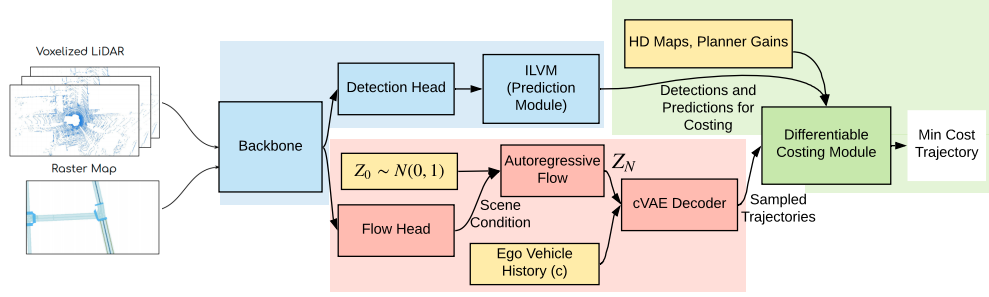 Voxelized LiDAR
Raster Map
Backbone
Detection Head
ILVM
(Prediction
Module)
HD Maps, Planner Gains
Detections and
Predictions for
Costing
Differentiable
Costing Module
Min Cost
Trajectory
Z₀ ∼ N(0, 1)
Autoregressive
Flow
Z_N
Flow Head
Scene
Condition
cVAE Decoder
Sampled
Trajectories
Ego Vehicle
History (c)